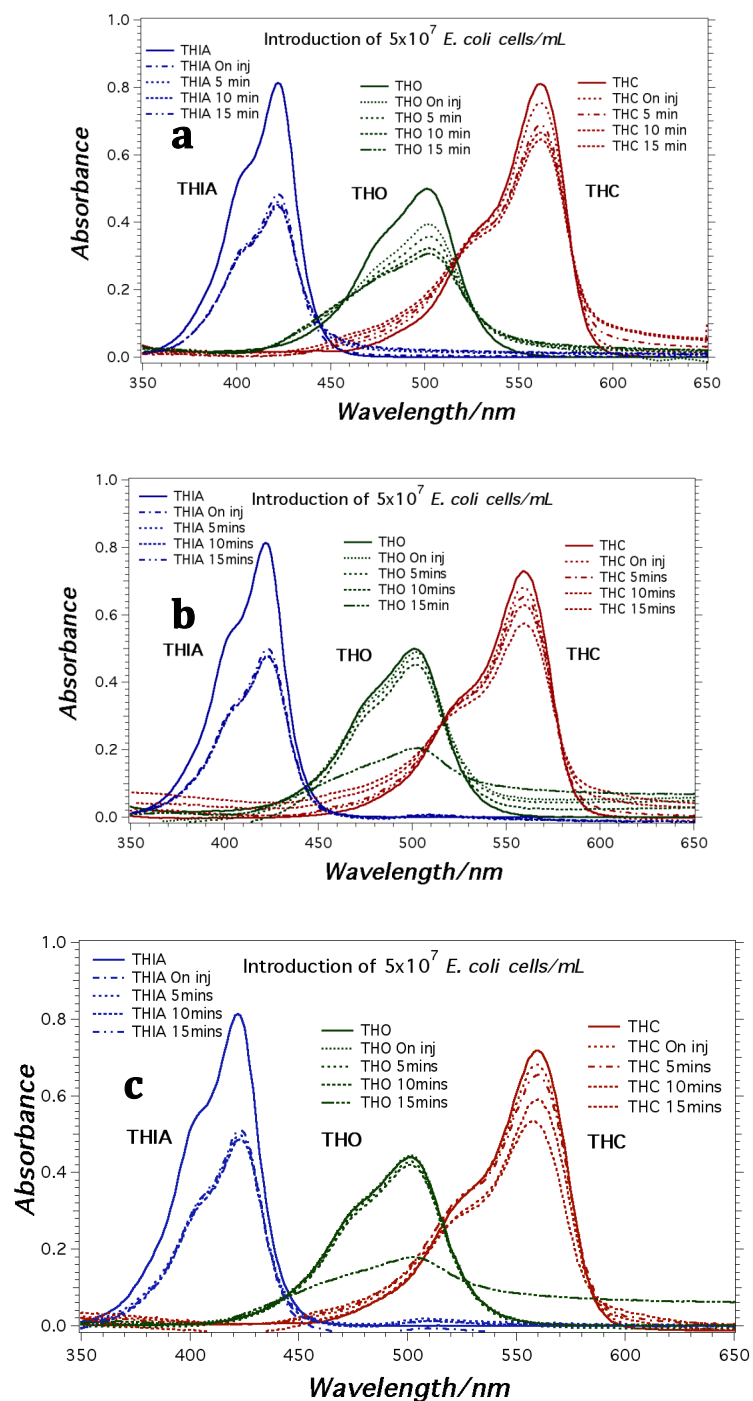 Introduction of 5x10⁷ E. coli cells/mL
THIA
THIA On inj
THIA 5 min
THIA 10 min
THIA 15 min
THO
THO On inj
THO 5 min
THO 10 min
THO 15 min
THC
THC On inj
THC 5 min
THC 10 min
THC 15 min
a
THIA
THO
THC
Absorbance
1.0
0.8
0.6
0.4
0.2
0.0
350 400 450 500 550 600 650
Wavelength/nm
Introduction of 5x10⁷ E. coli cells/mL
THIA
THIA On inj
THIA 5mins
THIA 10mins
THIA 15mins
THO
THO On inj
THO 5mins
THO 10mins
THO 15min
THC
THC On inj
THC 5mins
THC 10mins
THC 15mins
b
THIA
THO
THC
Absorbance
1.0
0.8
0.6
0.4
0.2
0.0
350 400 450 500 550 600 650
Wavelength/nm
Introduction of 5x10⁷ E. coli cells/mL
THIA
THIA On inj
THIA 5mins
THIA 10mins
THIA 15mins
THO
THO On inj
THO 5mins
THO 10mins
THO 15mins
THC
THC On inj
THC 5mins
THC 10mins
THC 15mins
c
THIA
THO
THC
Absorbance
1.0
0.8
0.6
0.4
0.2
0.0
350 400 450 500 550 600 650
Wavelength/nm